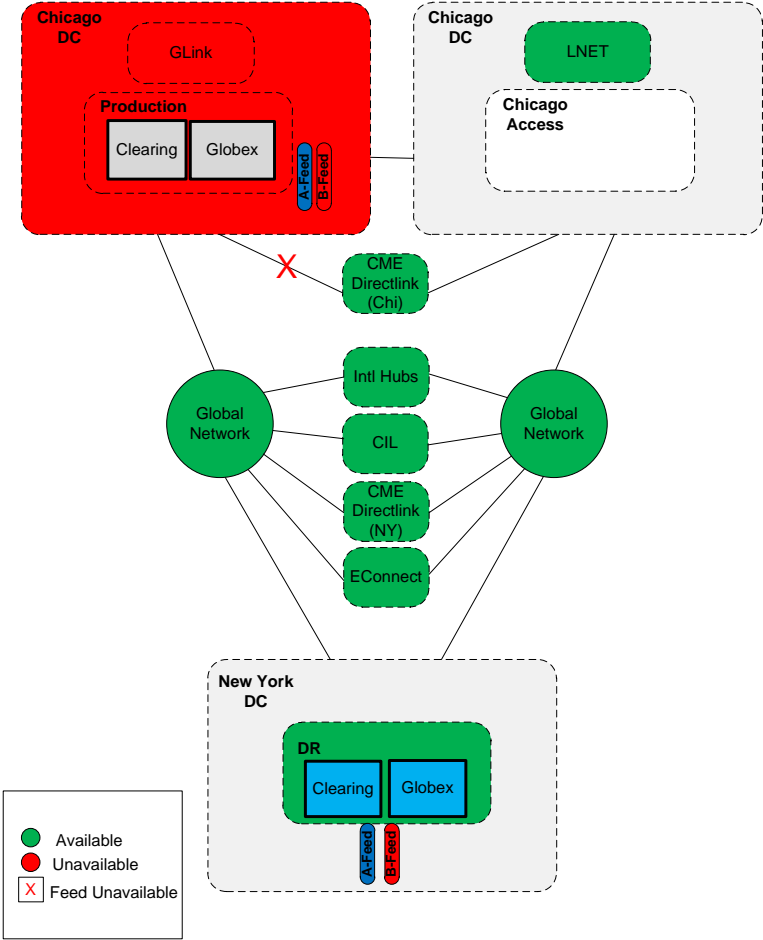 Chicago
DC
GLink
Production
Clearing
Globex
A-Feed
B-Feed
Chicago
DC
LNET
Chicago
Access
X
CME
Directlink
(Chi)
Intl Hubs
Global
Network
CIL
Global
Network
CME
Directlink
(NY)
EConnect
New York
DC
DR
Clearing
Globex
A-Feed
B-Feed
Available
Unavailable
X Feed Unavailable